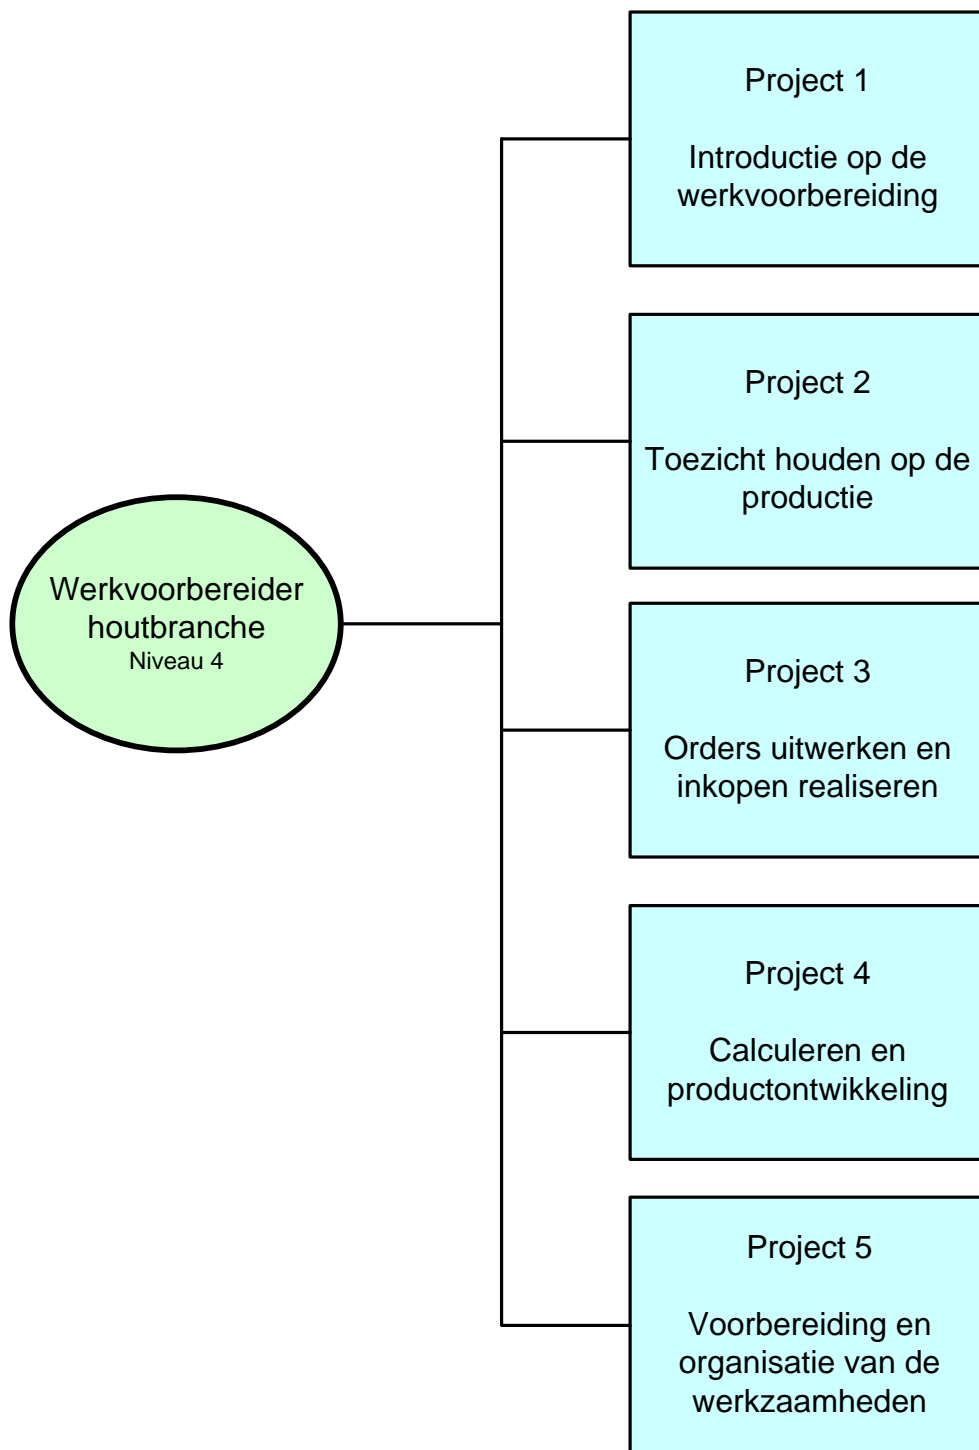 Project 1
Introductie op de
werkvoorbereiding
Project 2
Toezicht houden op de
productie
Werkvoorbereider
houtbranche
Niveau 4
Project 3
Orders uitwerken en
inkopen realiseren
Project 4
Calculeren en
productontwikkeling
Project 5
Voorbereiding en
organisatie van de
werkzaamheden